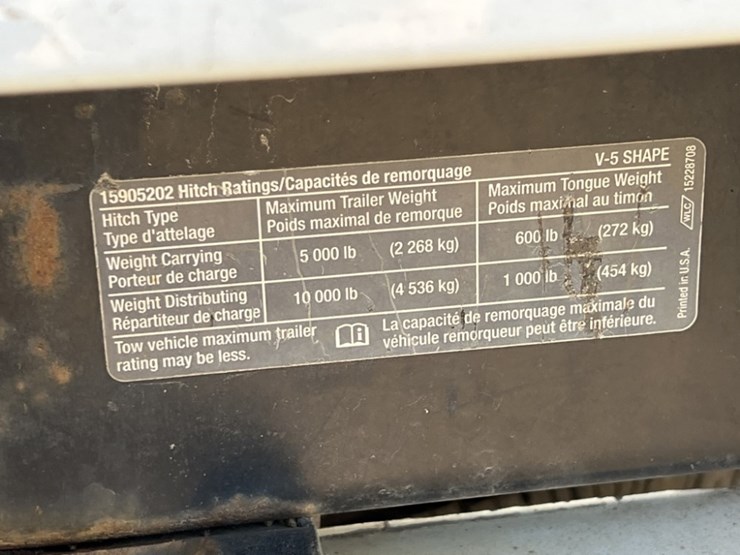 15905202 Hitch Ratings/Capacités de remorquage
V-5 SHAPE
Hitch Type
Type d'attelage
Maximum Trailer Weight
Poids maximal de remorque
Maximum Tongue Weight
Poids maximal au timon
Weight Carrying
Porteur de charge
5 000 lb (2 268 kg)
600 lb (272 kg)
Weight Distributing
Répartiteur de charge
10 000 lb (4 536 kg)
1 000 lb (454 kg)
Tow vehicle maximum trailer
rating may be less.
La capacité de remorquage maximale du
véhicule remorqueur peut être inférieure.
Printed in U.S.A. WLC 15228708